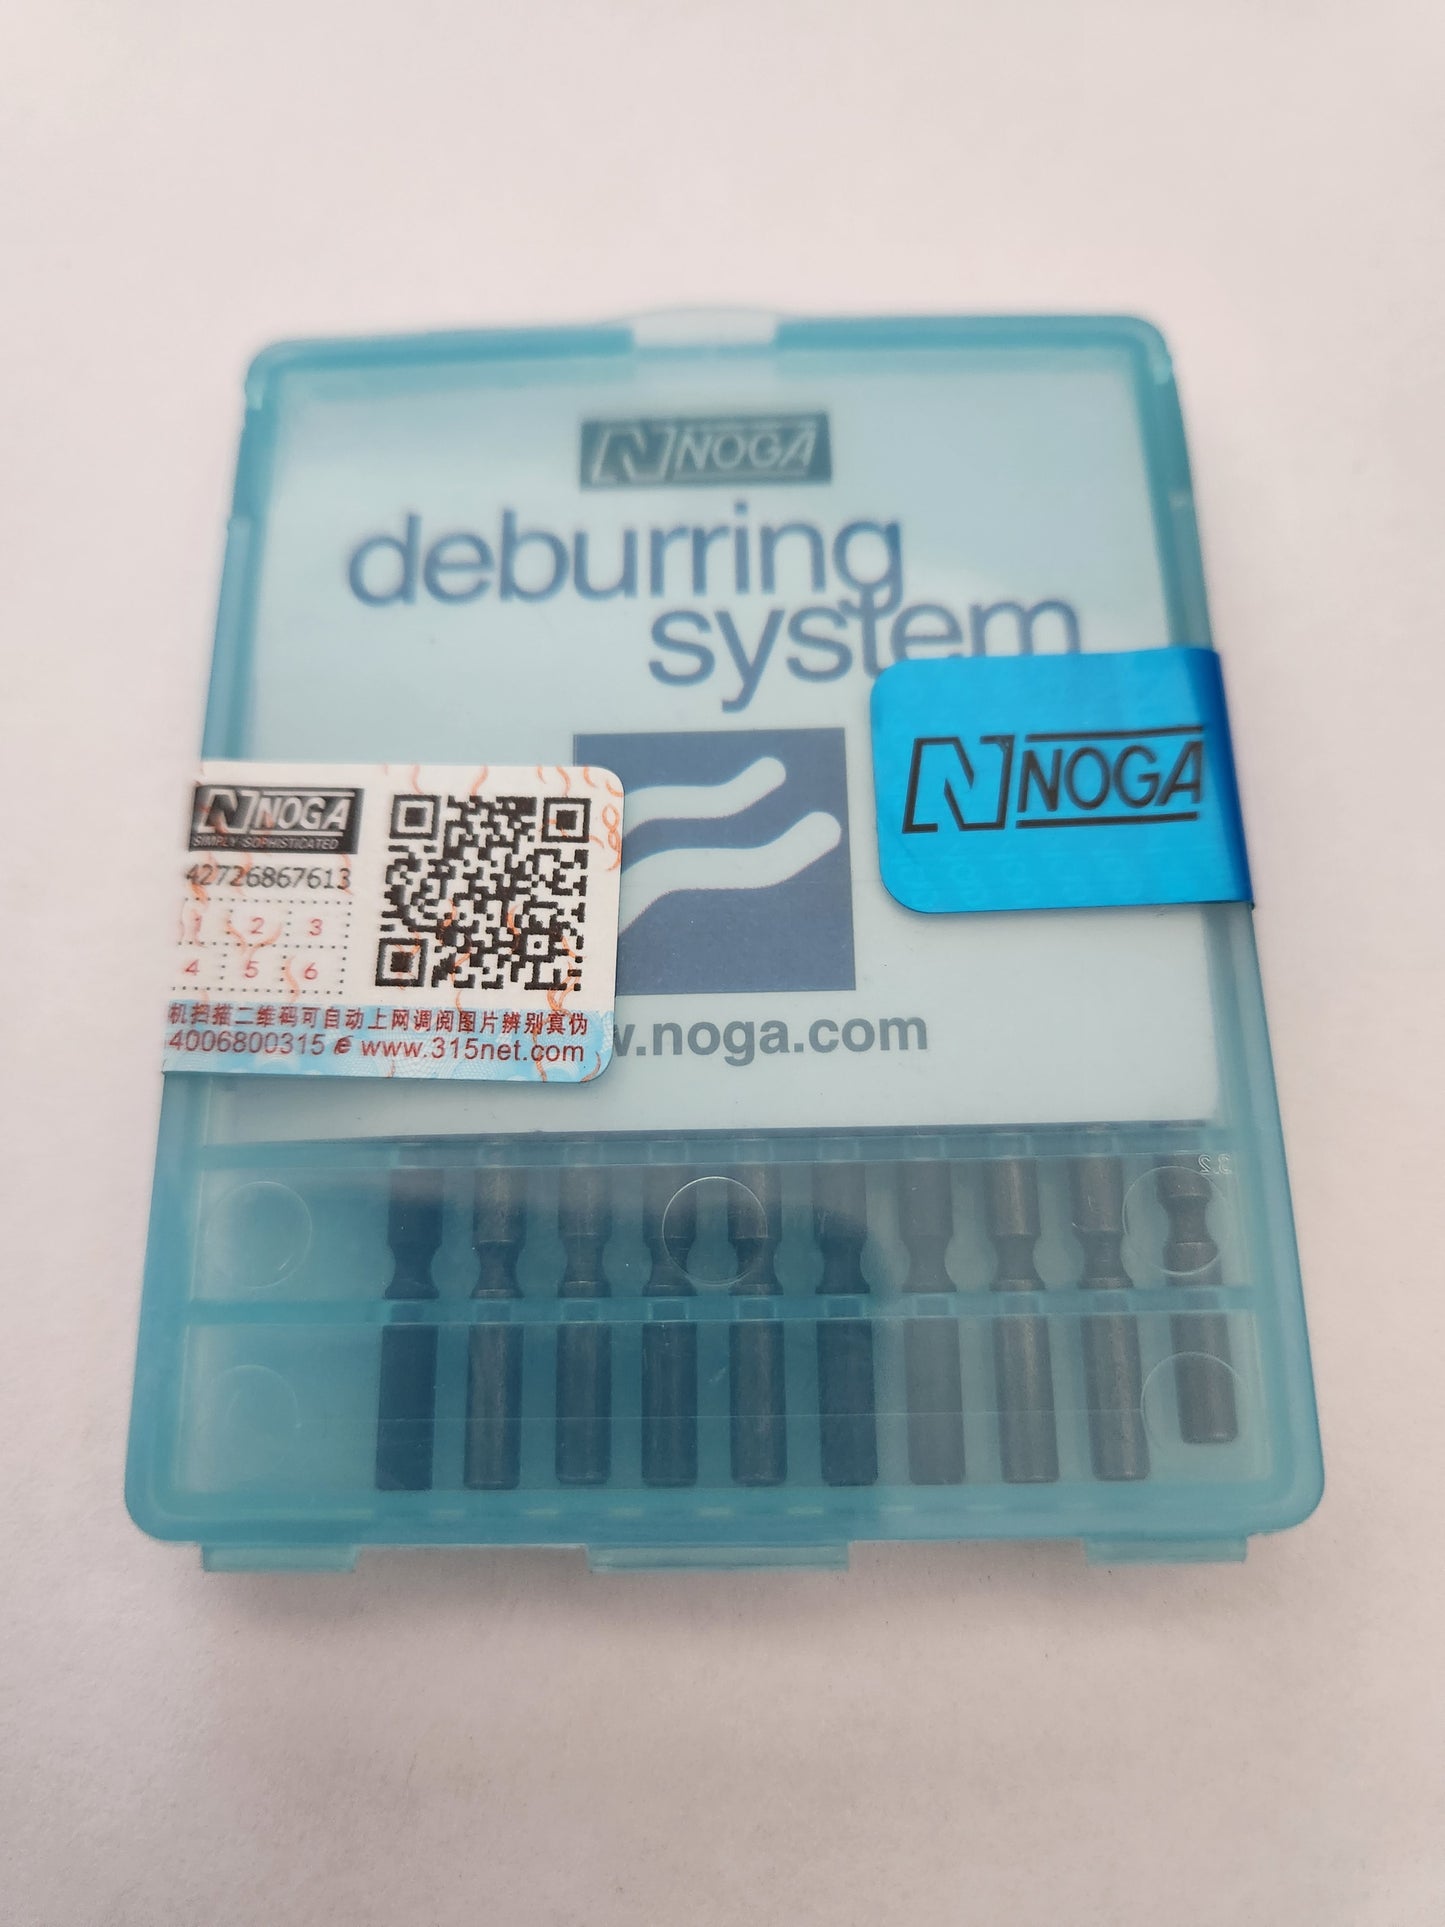 NOGA
deburring
system
NOGA
NOGA
SIMPLY SOPHISTICATED
42726867613
1 2 3
4 5 6
机扫描二维码可自动上网调阅图片辨别真伪
4006800315 e www.315net.com
w.noga.com
3.2